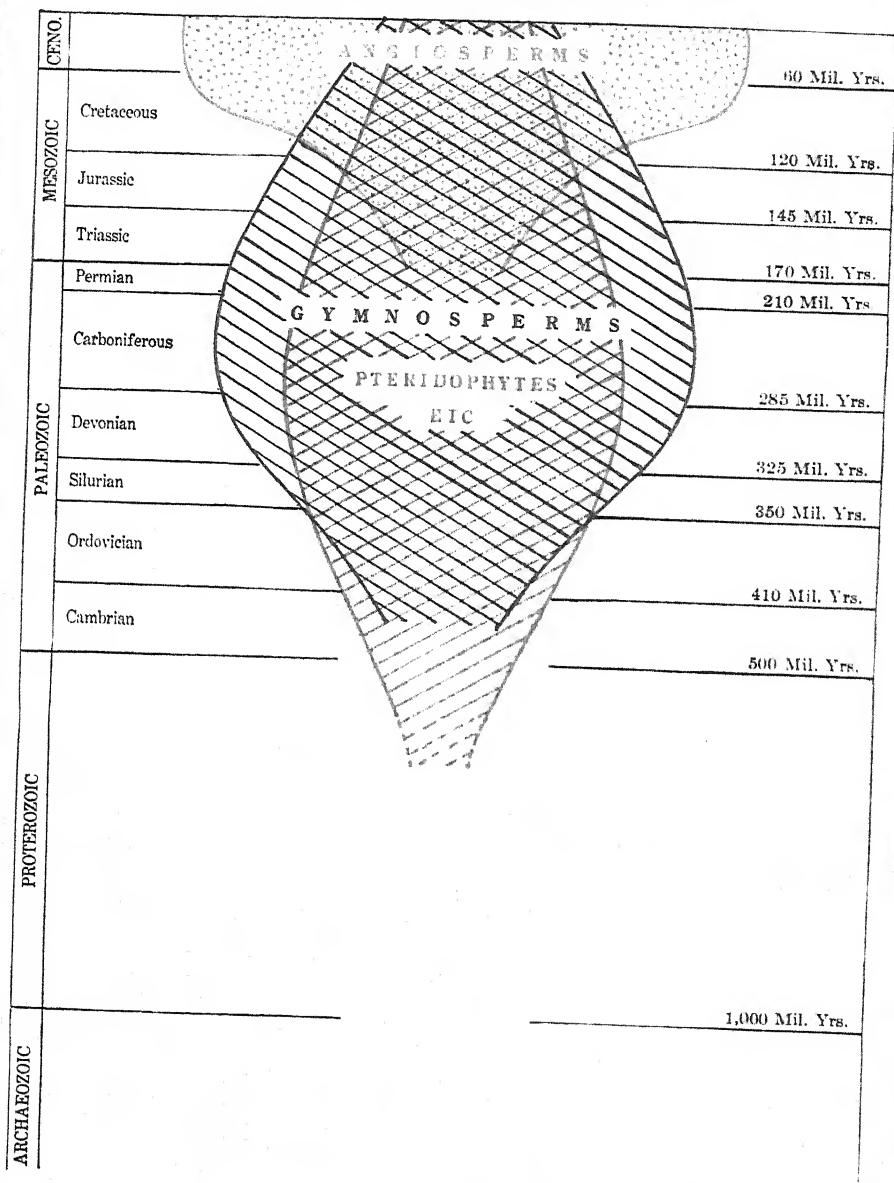 CENO.
ANGIOSPERMS
60 Mil. Yrs.
MESOZOIC
Cretaceous
120 Mil. Yrs.
Jurassic
145 Mil. Yrs.
Triassic
170 Mil. Yrs.
PALEOZOIC
Permian
210 Mil. Yrs
GYMNOSPERMS
Carboniferous
PTERIDOPHYTES
ETC
285 Mil. Yrs.
Devonian
325 Mil. Yrs.
Silurian
350 Mil. Yrs.
Ordovician
410 Mil. Yrs.
Cambrian
500 Mil. Yrs.
PROTEROZOIC
1,000 Mil. Yrs.
ARCHAEOZOIC